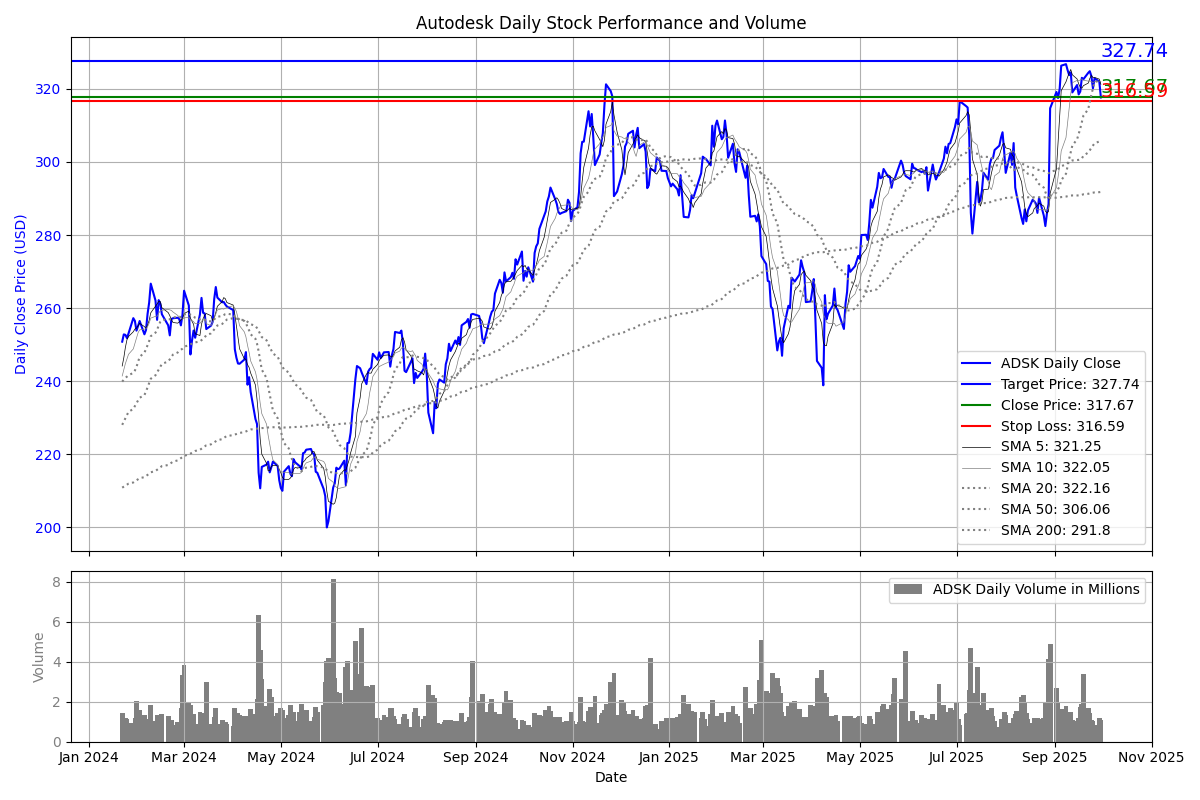 Autodesk Daily Stock Performance and Volume
327.74
317.67
316.59
Daily Close Price (USD)
320
300
280
260
240
220
200
ADSK Daily Close
Target Price: 327.74
Close Price: 317.67
Stop Loss: 316.59
SMA 5: 321.25
SMA 10: 322.05
SMA 20: 322.16
SMA 50: 306.06
SMA 200: 291.8
Volume
8
6
4
2
0
ADSK Daily Volume in Millions
Jan 2024 Mar 2024 May 2024 Jul 2024 Sep 2024 Nov 2024 Jan 2025 Mar 2025 May 2025 Jul 2025 Sep 2025 Nov 2025
Date